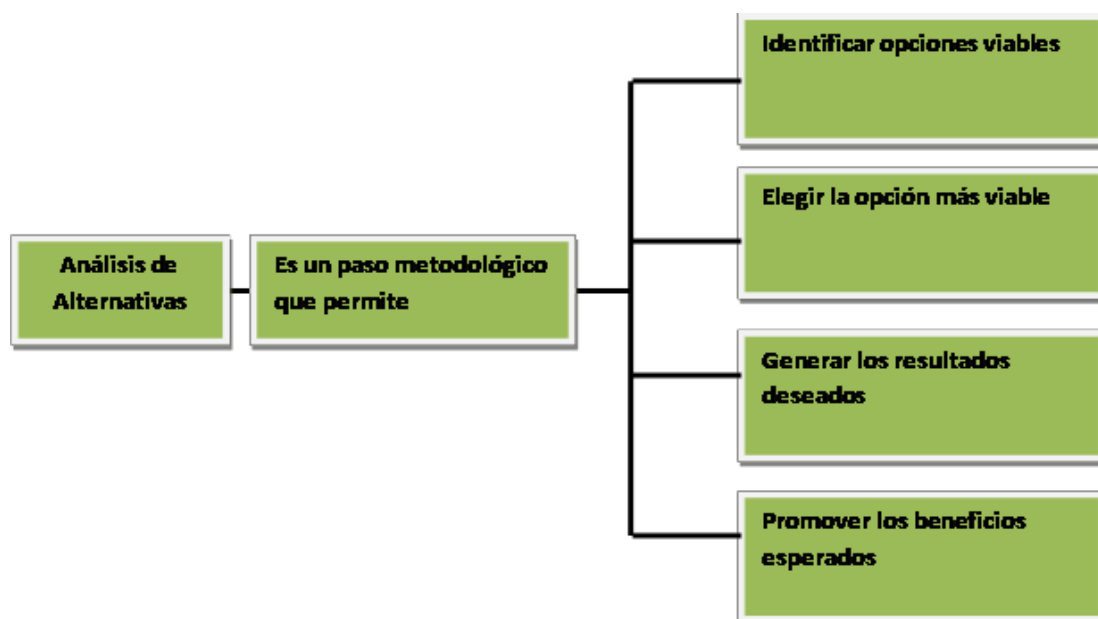 Análisis de
Alternativas
Es un paso metodológico
que permite
Identificar opciones viables
Elegir la opción más viable
Generar los resultados
deseados
Promover los beneficios
esperados